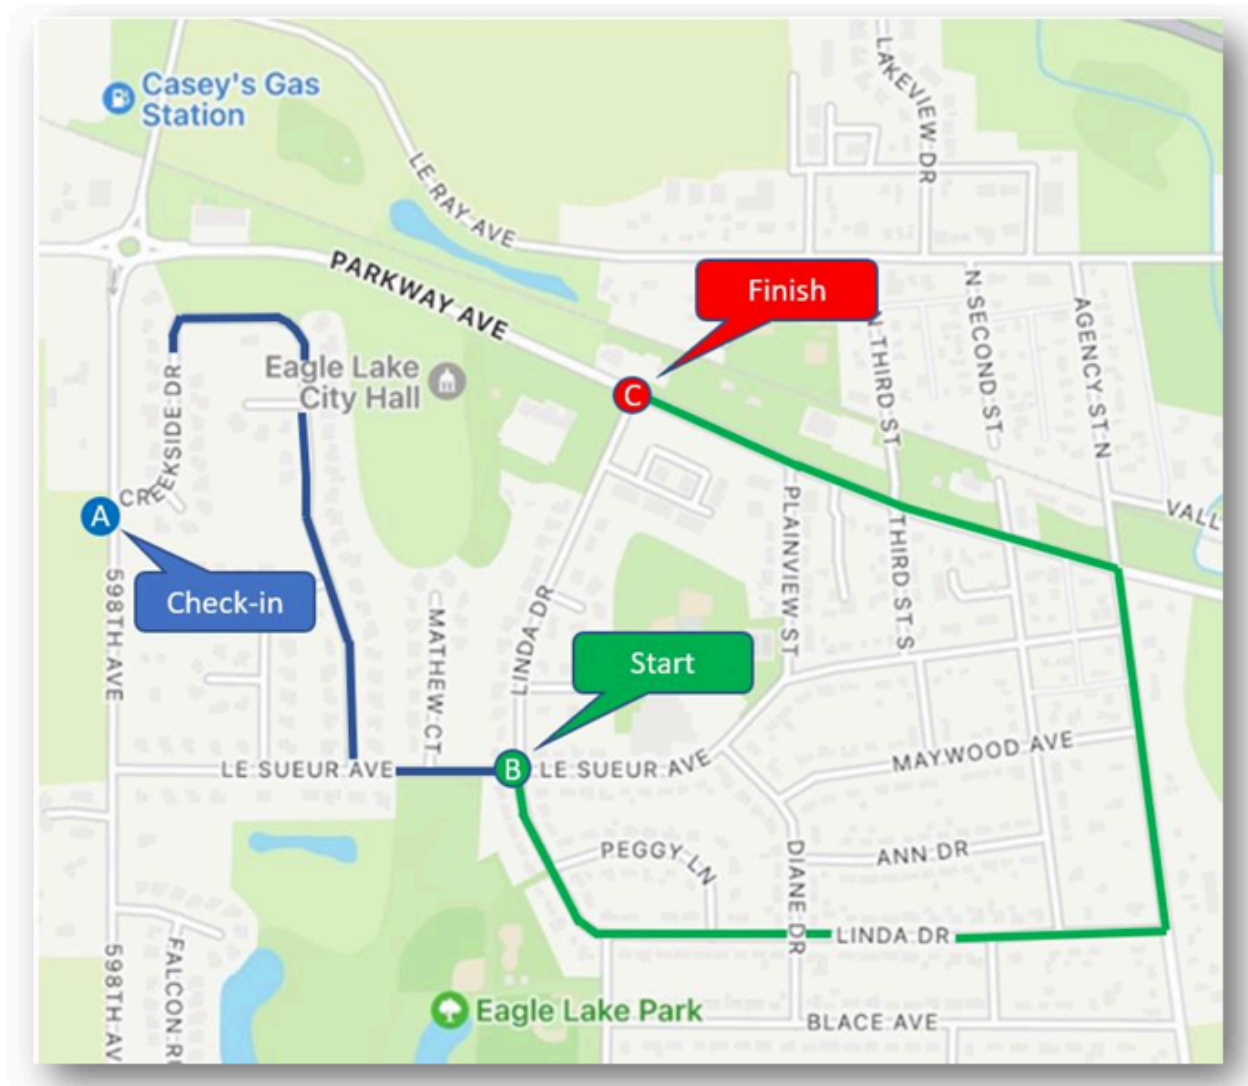 Casey's Gas
Station
LAKEVIEW DR
LE RAY AVE
PARKWAY AVE
Finish
N SECOND ST
AGENCY ST N
N THIRD ST
Eagle Lake
City Hall
C
CREEKSIDE DR
A
VALL
PLAINVIEW ST
THIRD ST S
Check-in
598TH AVE
MATHEW CT
LINDA DR
Start
LE SUEUR AVE
B
LE SUEUR AVE
MAYWOOD AVE
PEGGY LN
DIANE DR
ANN DR
LINDA DR
598TH AV
FALCON R
Eagle Lake Park
BLACE AVE